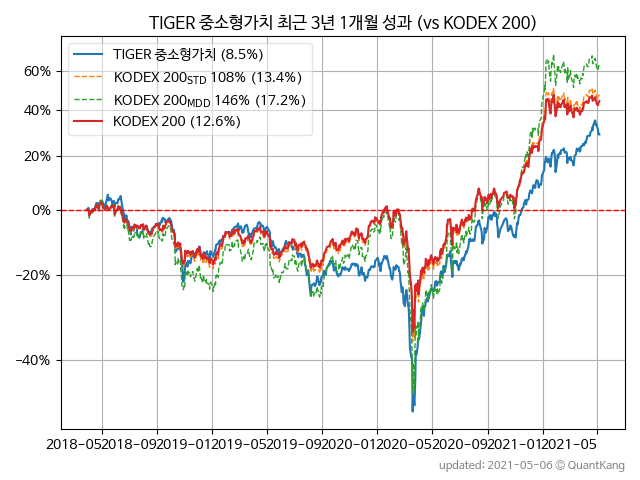 TIGER 중소형가치 최근 3년 1개월 성과 (vs KODEX 200)
TIGER 중소형가치 (8.5%)
KODEX 200STD 108% (13.4%)
KODEX 200MDD 146% (17.2%)
KODEX 200 (12.6%)
60%
40%
20%
0%
−20%
−40%
2018-05 2018-09 2019-01 2019-05 2019-09 2020-01 2020-05 2020-09 2021-01 2021-05
updated: 2021-05-06 © QuantKang